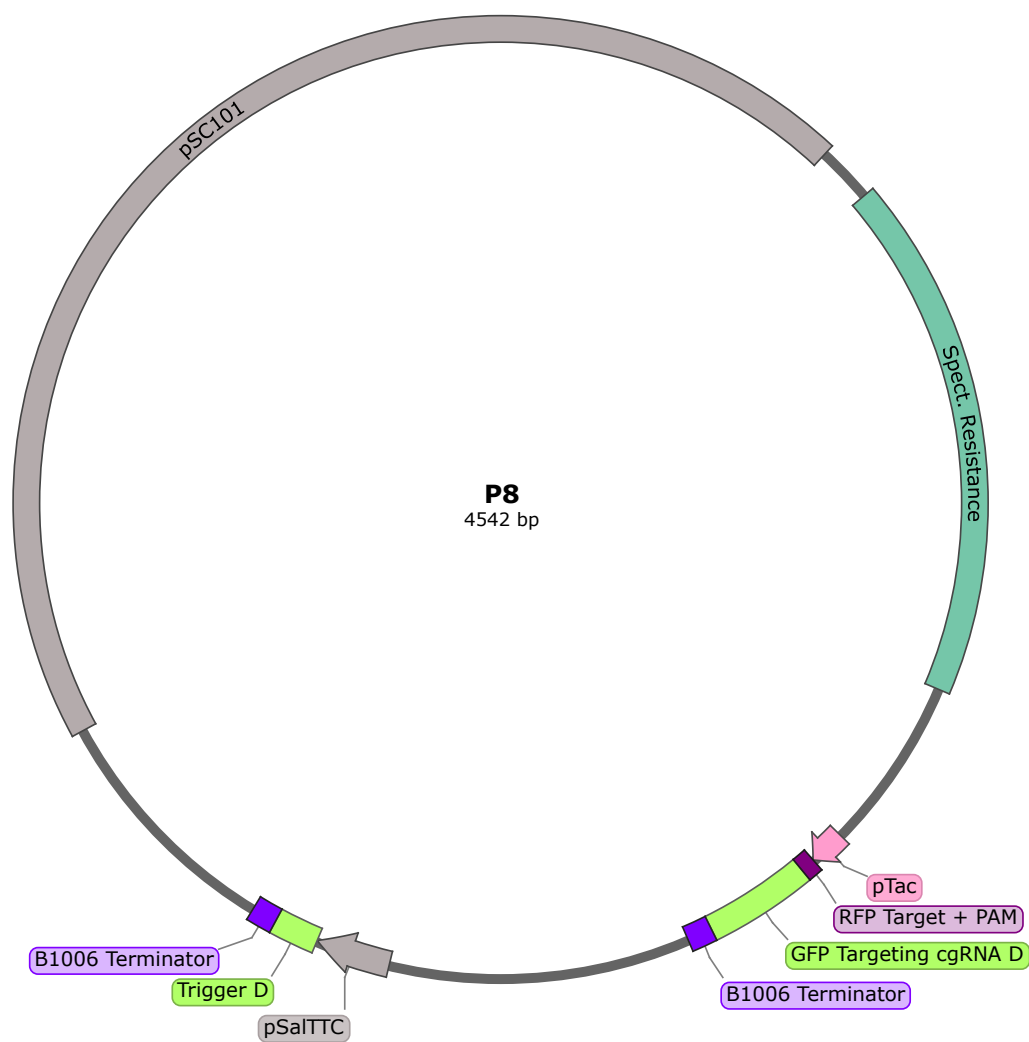 pSC101
Spect. Resistance
P8
4542 bp
pTac
RFP Target + PAM
GFP Targeting cgRNA D
B1006 Terminator
B1006 Terminator
Trigger D
pSalTTC